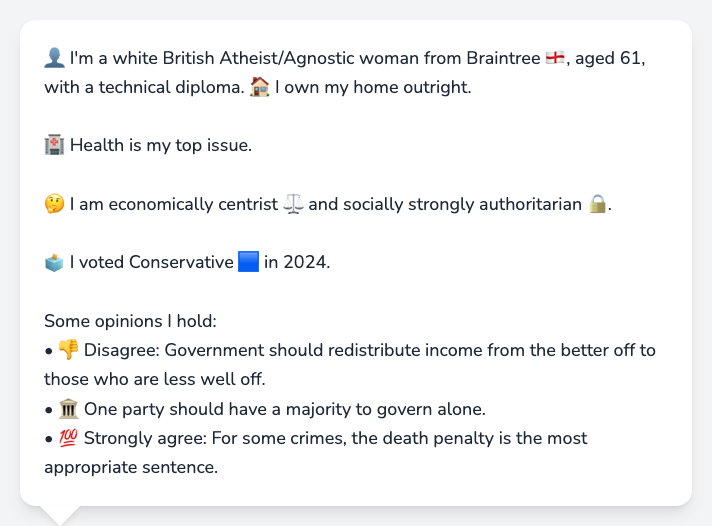 👤 I'm a white British Atheist/Agnostic woman from Braintree 🏴󠁧󠁢󠁥󠁮󠁧󠁿, aged 61,
with a technical diploma. 🏠 I own my home outright.
🏥 Health is my top issue.
🤔 I am economically centrist ⚖️ and socially strongly authoritarian 🔒.
🗳️ I voted Conservative 🟦 in 2024.
Some opinions I hold:
• 👎 Disagree: Government should redistribute income from the better off to
those who are less well off.
• 🏛️ One party should have a majority to govern alone.
• 💯 Strongly agree: For some crimes, the death penalty is the most
appropriate sentence.